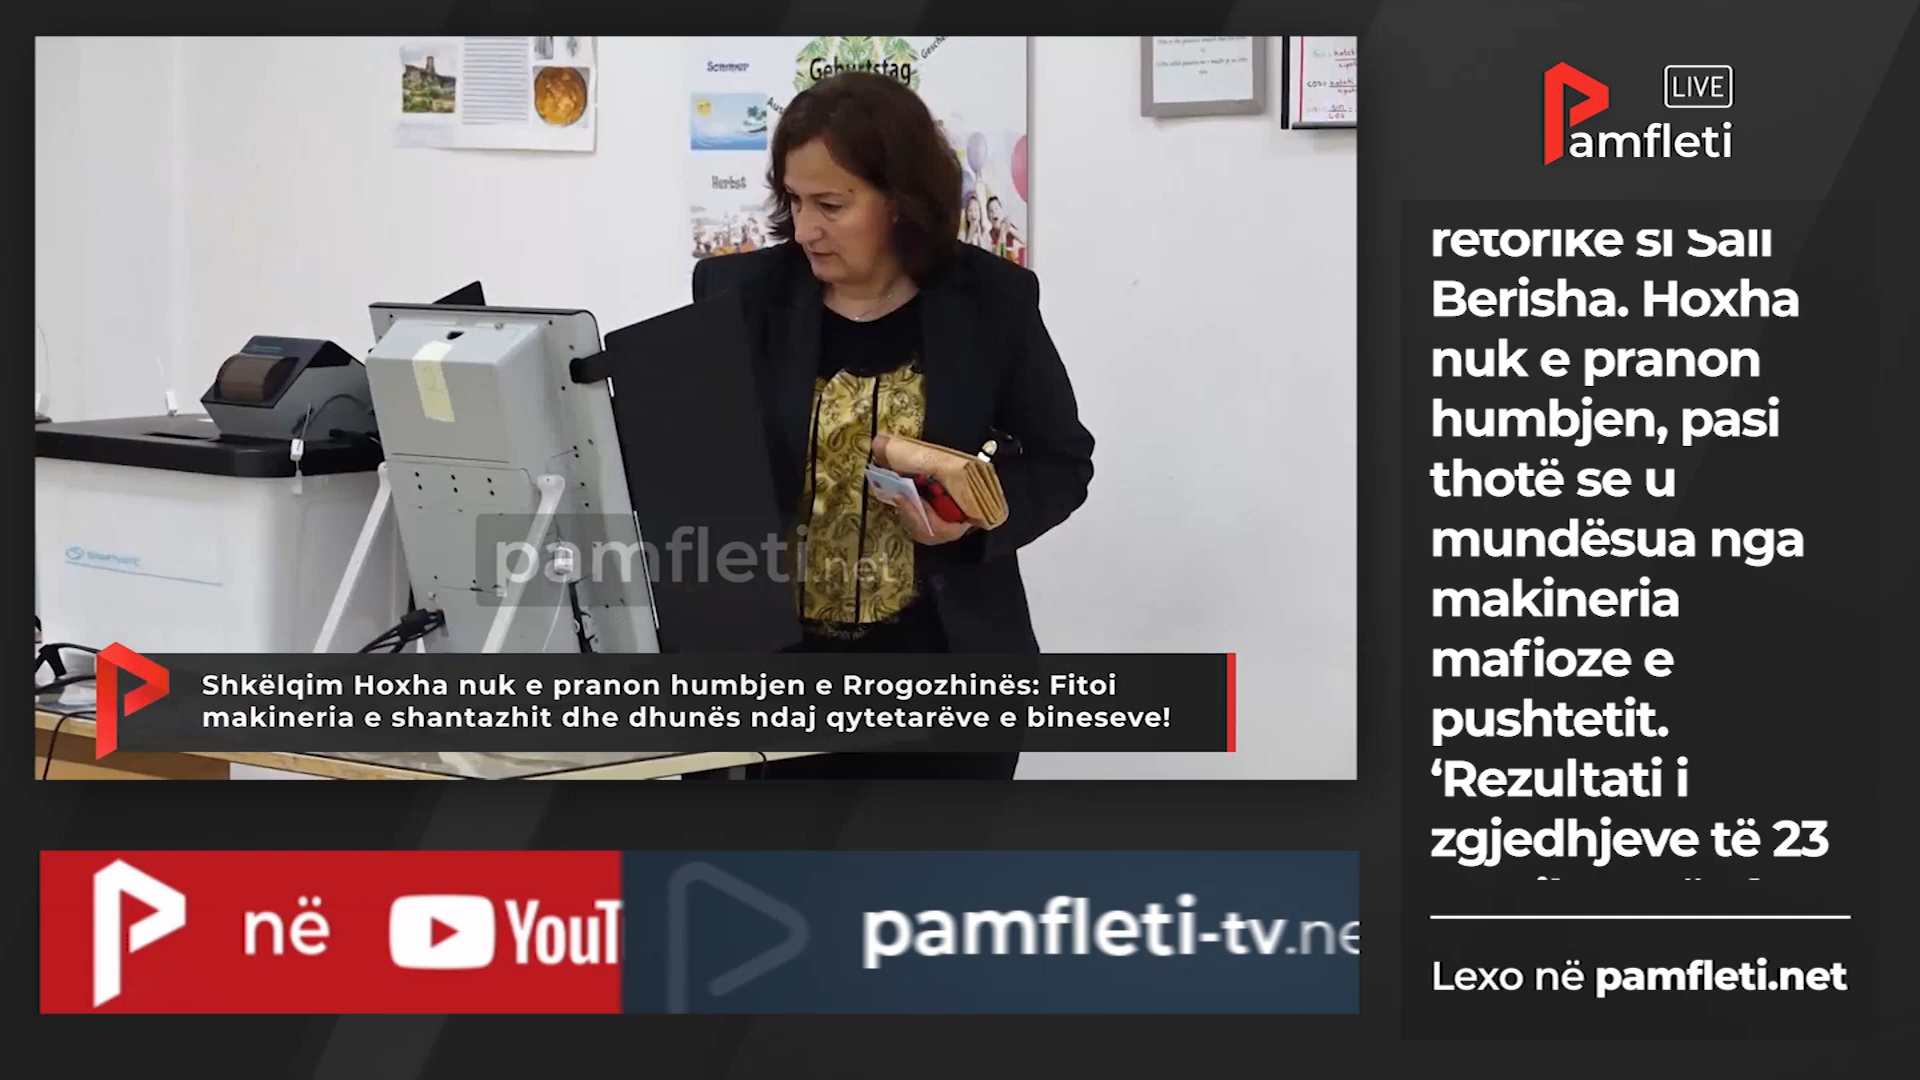 Sommer
Geburtstag
Herbst
SMARTMATIC
pamfleti.net
Shkëlqim Hoxha nuk e pranon humbjen e Rrogozhinës: Fitoi
makineria e shantazhit dhe dhunës ndaj qytetarëve e bineseve!
në YouT
pamfleti-tv.ne
LIVE
Pamfleti
retorikë si Sali
Berisha. Hoxha
nuk e pranon
humbjen, pasi
thotë se u
mundësua nga
makineria
mafioze e
pushtetit.
‘Rezultati i
zgjedhjeve të 23
Lexo në pamfleti.net